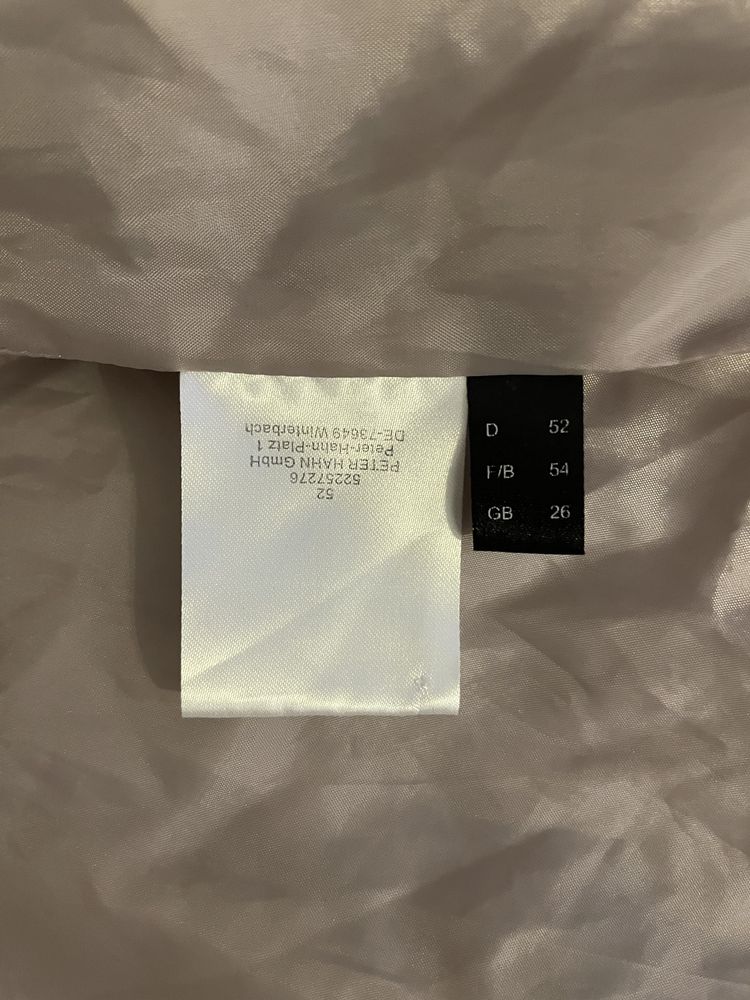 52
52257276
PETER HAHN GmbH
Peter-Hahn-Platz 1
DE-73649 Winterbach
D 52
F/B 54
GB 26